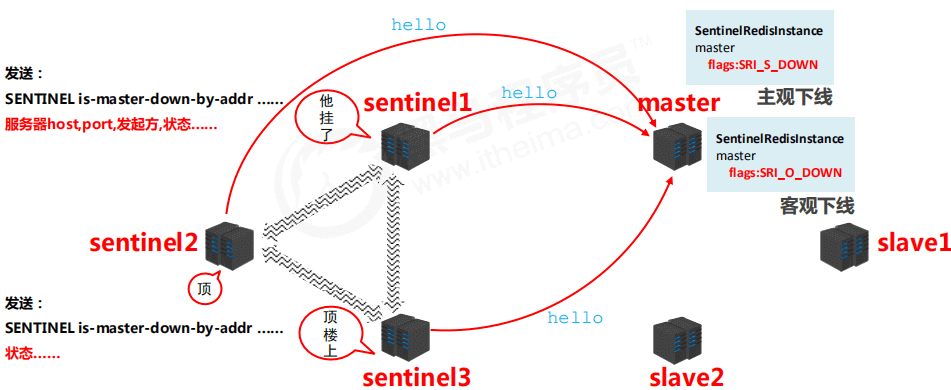 hello
SentinelRedisInstance
master
flags:SRI_S_DOWN
主观下线
发送：
SENTINEL is-master-down-by-addr ……
服务器host,port,发起方,状态……
他
挂
了
sentinel1
hello
master
SentinelRedisInstance
master
flags:SRI_O_DOWN
客观下线
www.itheima.com
sentinel2
顶
slave1
发送：
SENTINEL is-master-down-by-addr ……
状态……
顶
楼
上
hello
sentinel3
slave2